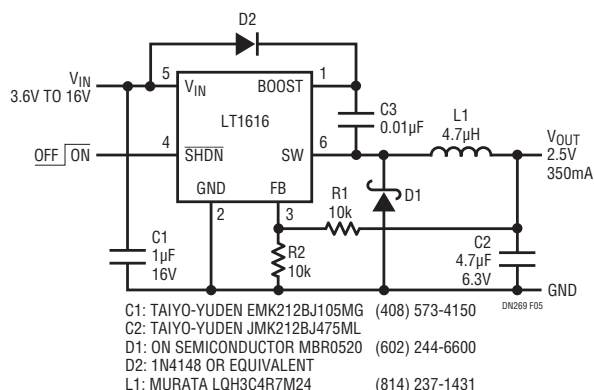 D2
VIN
3.6V TO 16V
5
VIN
BOOST
1
LT1616
C3
0.01µF
L1
4.7µH
VOUT
2.5V
350mA
OFF ON
4
SHDN
SW
6
GND
FB
2
3
R1
10k
D1
C1
1µF
16V
R2
10k
C2
4.7µF
6.3V
GND
DN269 F05
C1: TAIYO-YUDEN EMK212BJ105MG (408) 573-4150
C2: TAIYO-YUDEN JMK212BJ475ML
D1: ON SEMICONDUCTOR MBR0520 (602) 244-6600
D2: 1N4148 OR EQUIVALENT
L1: MURATA LQH3C4R7M24 (814) 237-1431